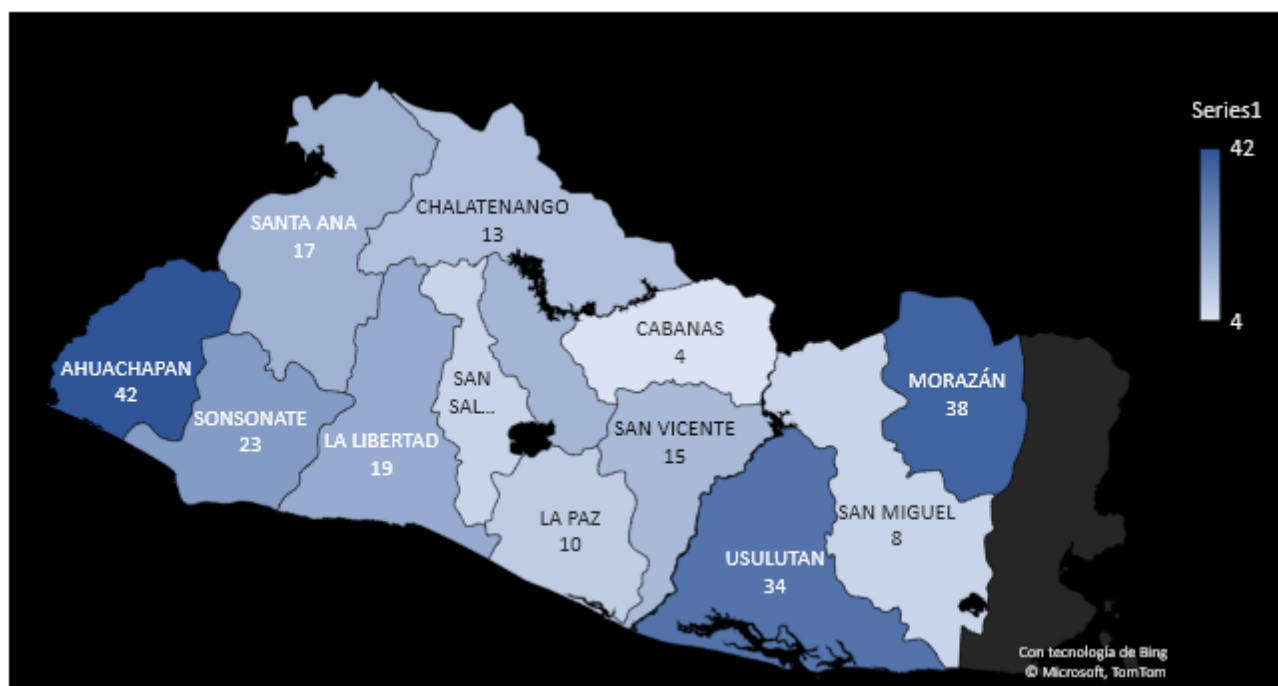 Series1
42
4
SANTA ANA
17
CHALATENANGO
13
AHUACHAPAN
42
SONSONATE
23
LA LIBERTAD
19
SAN
SAL...
CABANAS
4
SAN VICENTE
15
LA PAZ
10
USULUTAN
34
SAN MIGUEL
8
MORAZÁN
38
Con tecnología de Bing
© Microsoft, TomTom